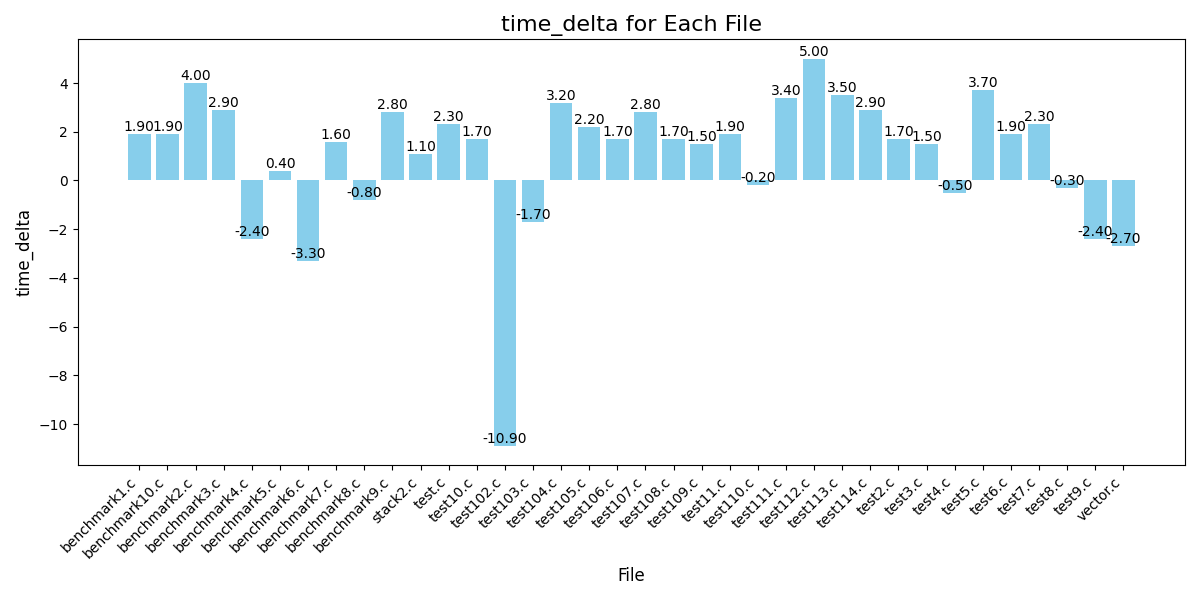 time_delta for Each File
time_delta
4
2
0
−2
−4
−6
−8
−10
1.90
1.90
4.00
2.90
-2.40
0.40
-3.30
1.60
-0.80
2.80
1.10
2.30
1.70
-10.90
-1.70
3.20
2.20
1.70
2.80
1.70
1.50
1.90
-0.20
3.40
5.00
3.50
2.90
1.70
1.50
-0.50
3.70
1.90
2.30
-0.30
-2.40
-2.70
benchmark1.c
benchmark10.c
benchmark2.c
benchmark3.c
benchmark4.c
benchmark5.c
benchmark6.c
benchmark7.c
benchmark8.c
benchmark9.c
stack2.c
test.c
test10.c
test102.c
test103.c
test104.c
test105.c
test106.c
test107.c
test108.c
test109.c
test11.c
test110.c
test111.c
test112.c
test113.c
test114.c
test2.c
test3.c
test4.c
test5.c
test6.c
test7.c
test8.c
test9.c
vector.c
File